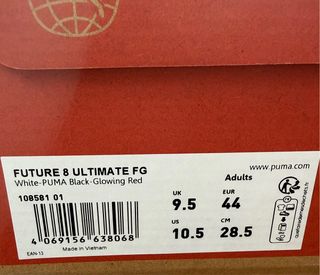 FUTURE 8 ULTIMATE FG
White-PUMA Black-Glowing Red
108581 01
4 069156 638068
EAN-13
Made in Vietnam
www.puma.com
Adults
UK EUR
9.5 44
US CM
10.5 28.5